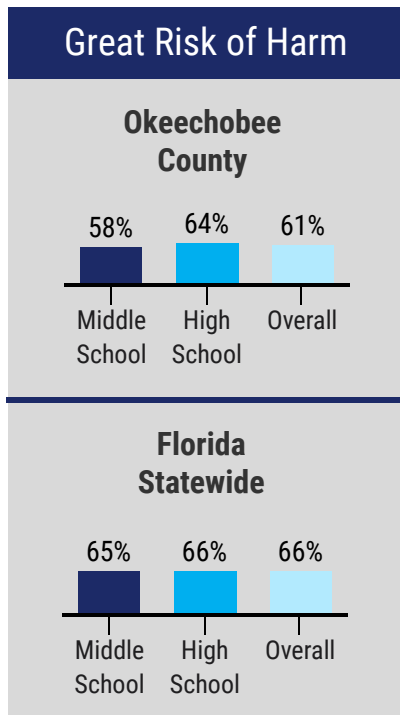 Great Risk of Harm
Okeechobee
County
58%
64%
61%
Middle
School
High
School
Overall
Florida
Statewide
65%
66%
66%
Middle
School
High
School
Overall